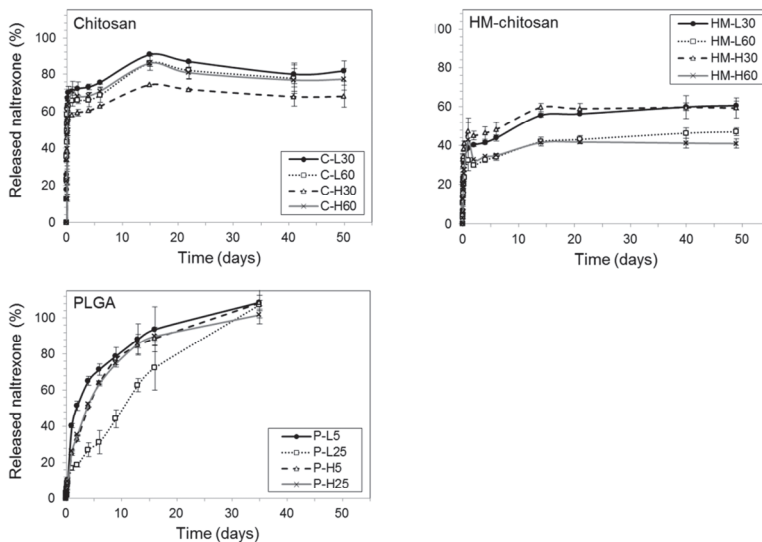 Chitosan
Released naltrexone (%)
100
80
60
40
20
0
C-L30
C-L60
C-H30
C-H60
0 10 20 30 40 50
Time (days)
HM-chitosan
Released naltrexone (%)
100
80
60
40
20
0
HM-L30
HM-L60
HM-H30
HM-H60
0 10 20 30 40 50
Time (days)
PLGA
Released naltrexone (%)
100
80
60
40
20
0
P-L5
P-L25
P-H5
P-H25
0 10 20 30 40 50
Time (days)